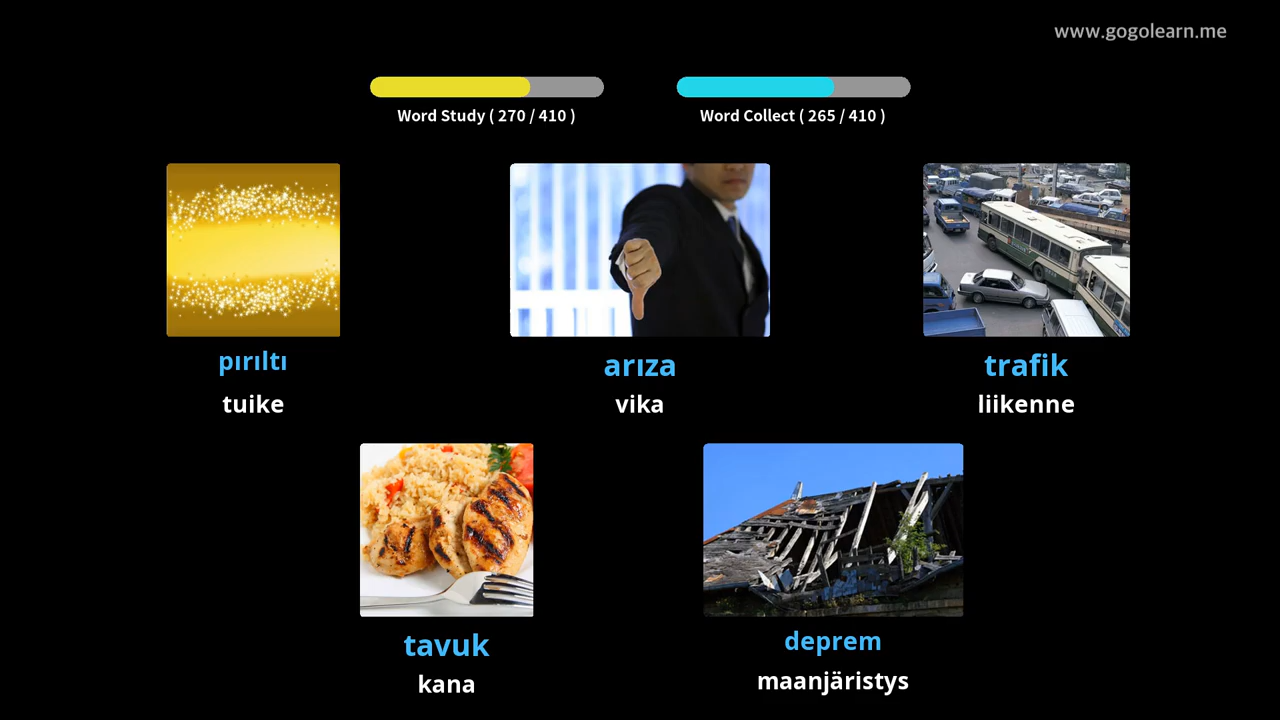 www.gogolearn.me
Word Study ( 270 / 410 )
Word Collect ( 265 / 410 )
pırıltı
tuike
arıza
vika
trafik
liikenne
tavuk
kana
deprem
maanjäristys